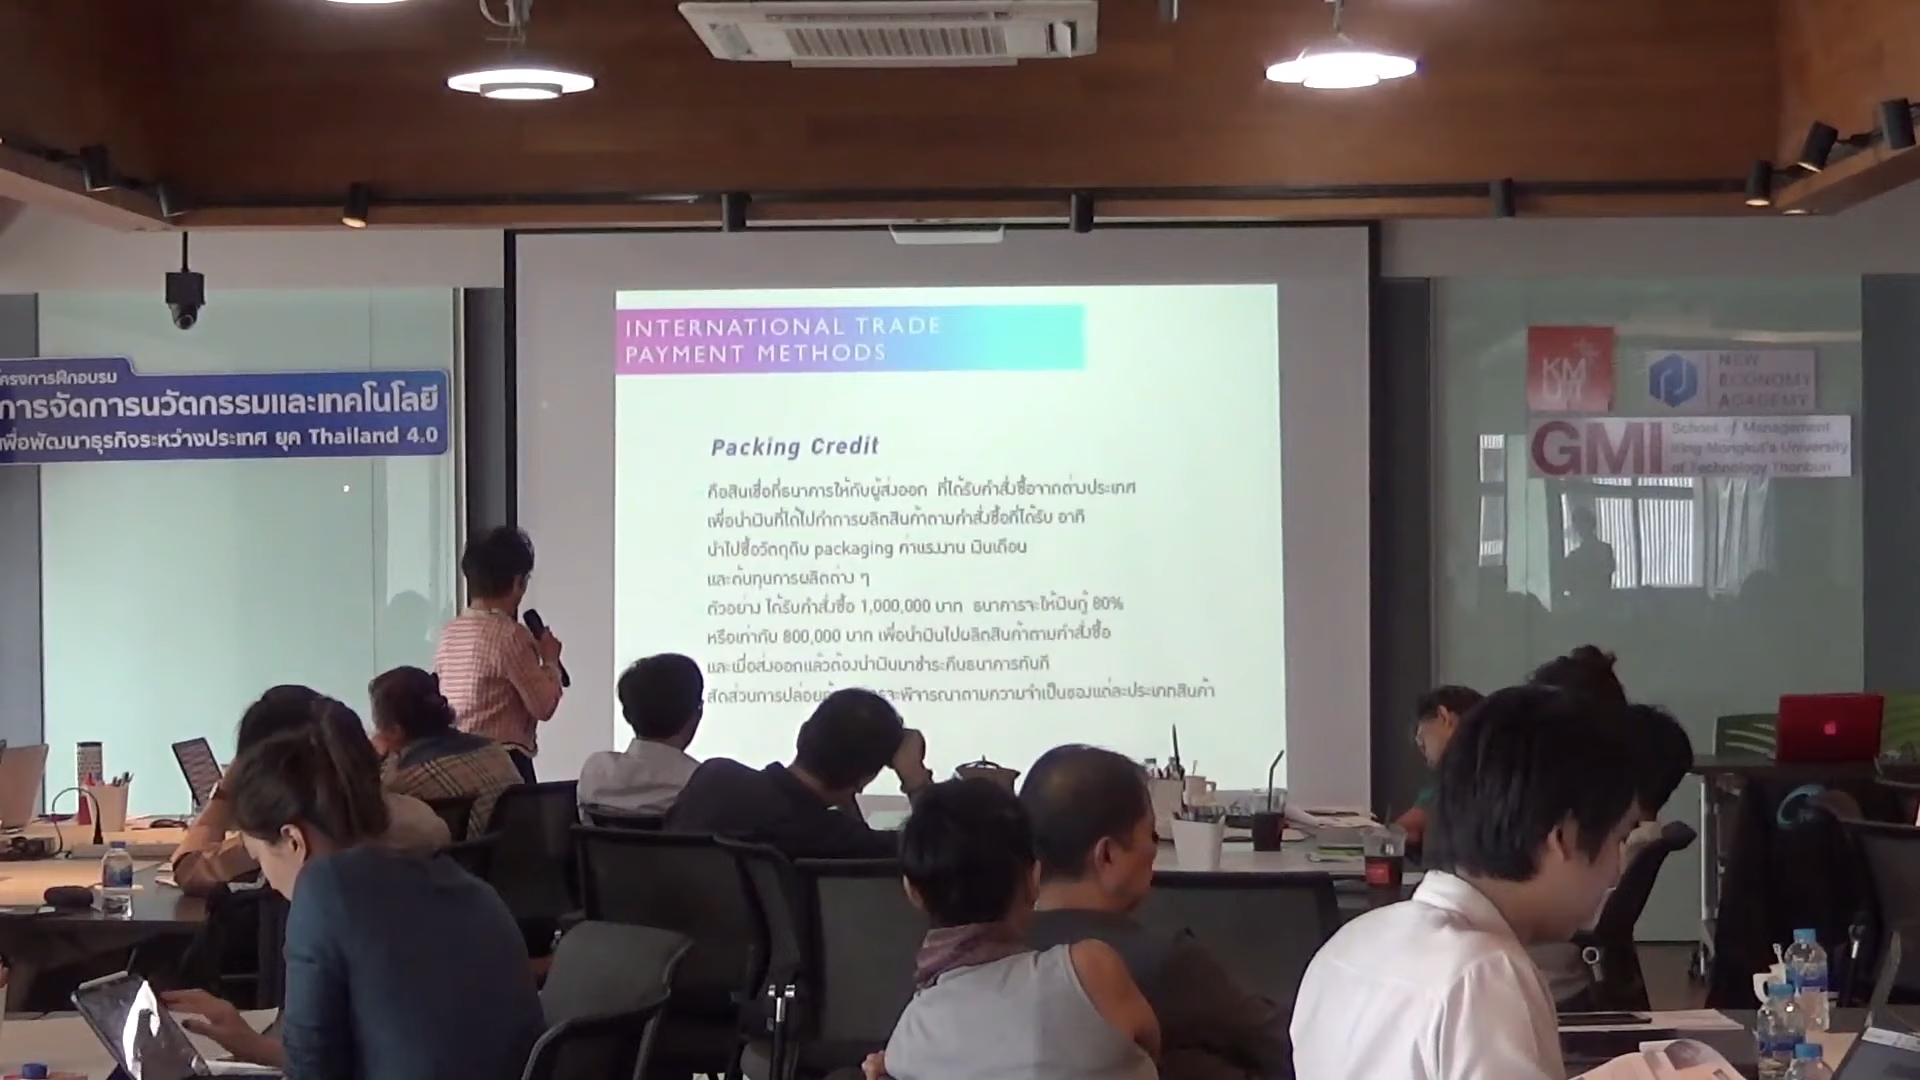 โครงการฝึกอบรม
การจัดการนวัตกรรมและเทคโนโลยี
เพื่อพัฒนาธุรกิจระหว่างประเทศ ยุค Thailand 4.0
INTERNATIONAL TRADE
PAYMENT METHODS
Packing Credit
คือสินเชื่อที่ธนาคารให้กับผู้ส่งออก ที่ได้รับคำสั่งซื้อจากต่างประเทศ
เพื่อนำเงินที่ได้ไปทำการผลิตสินค้าตามคำสั่งซื้อที่ได้รับ อาทิ
นำไปซื้อวัตถุดิบ packaging ค่าแรงงาน เงินเดือน
และต้นทุนการผลิตต่าง ๆ
ตัวอย่าง ได้รับคำสั่งซื้อ 1,000,000 บาท ธนาคารจะให้เงินกู้ 80%
หรือเท่ากับ 800,000 บาท เพื่อนำเงินไปผลิตสินค้าตามคำสั่งซื้อ
และเมื่อส่งออกแล้วต้องนำเงินมาชำระคืนธนาคารทันที
สัดส่วนการปล่อย พิจารณาตามความจำเป็นของแต่ละประเภทสินค้า
KM
UTT
NEW
ECONOMY
ACADEMY
GMI
School of Management
King Mongkut's University
of Technology Thonburi